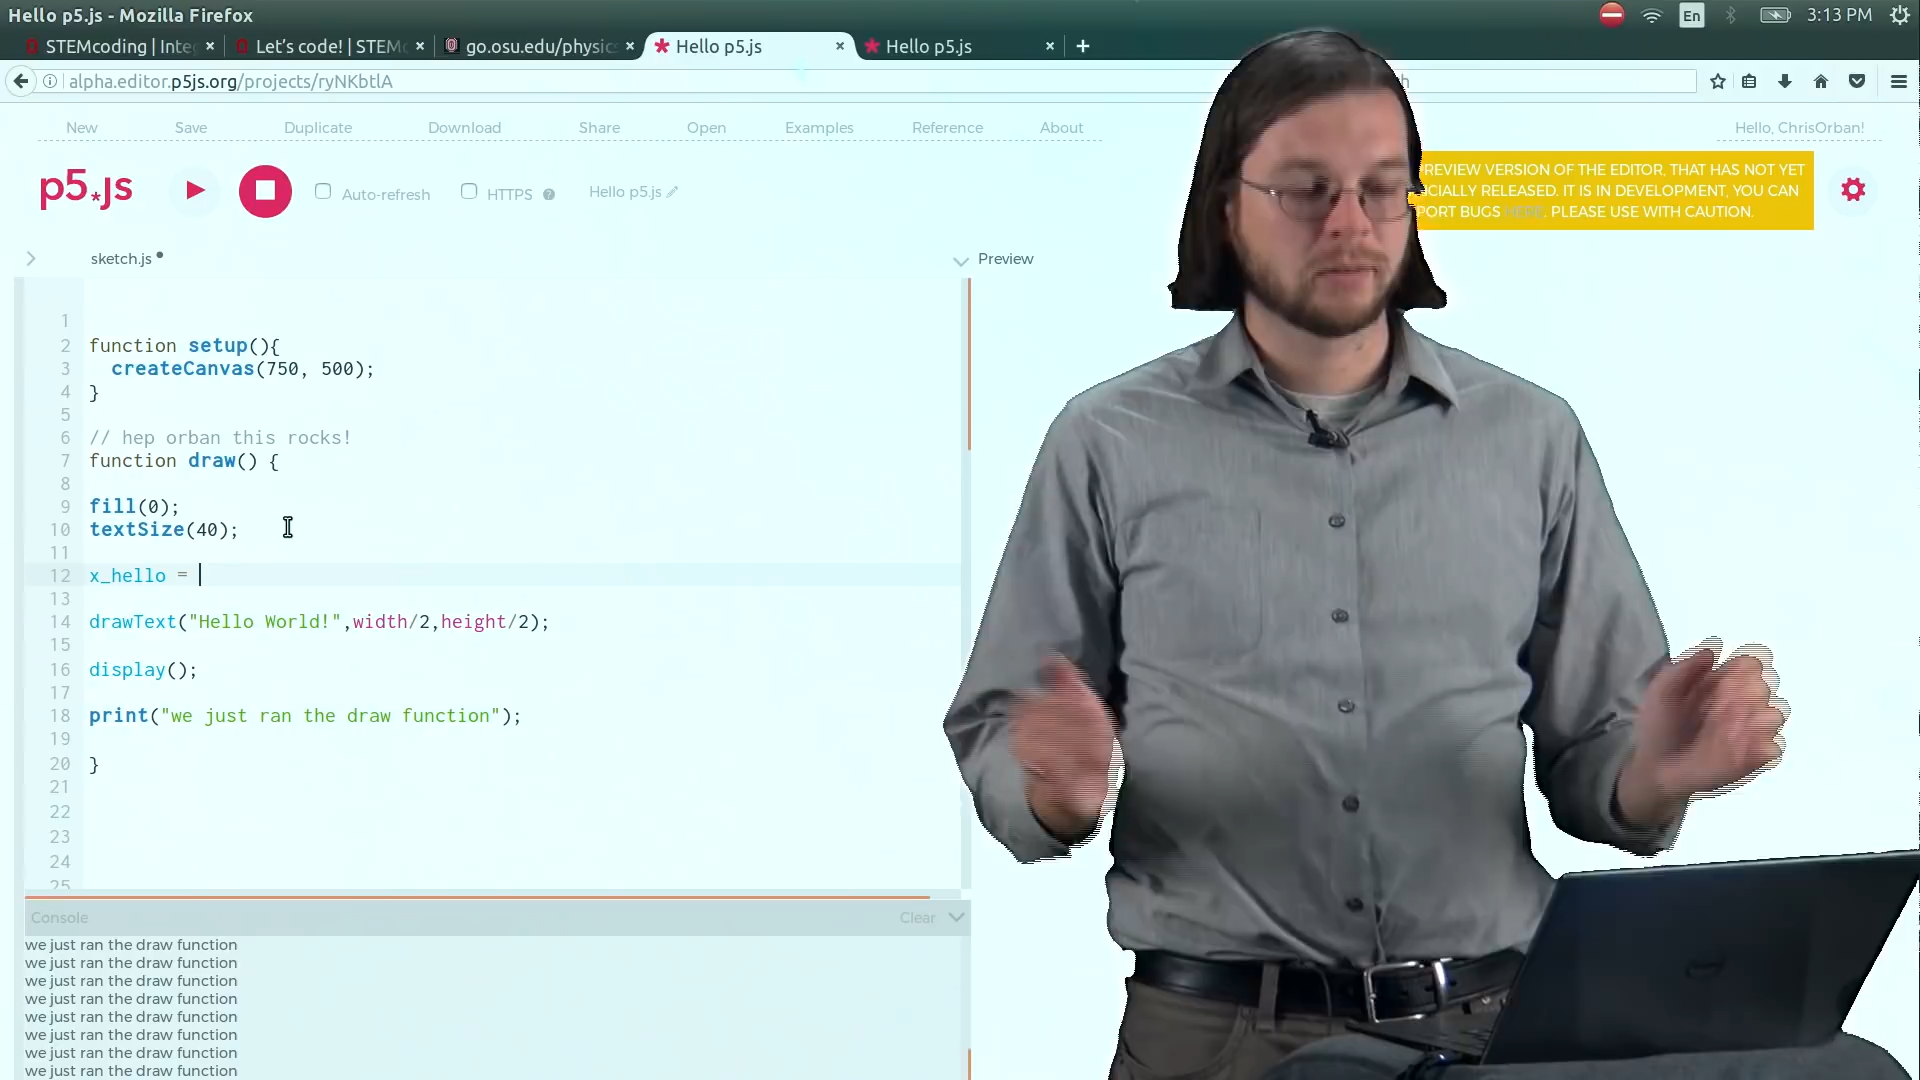 Hello p5.js - Mozilla Firefox
En
3:13 PM
STEMcoding | Inte
Let's code! | STEM
go.osu.edu/physic
Hello p5.js
Hello p5.js
alpha.editor.p5js.org/projects/ryNKbtlA
New Save Duplicate Download Share Open Examples Reference About
Hello, ChrisOrban!
p5.js
Auto-refresh
HTTPS
Hello p5.js
REVIEW VERSION OF THE EDITOR, THAT HAS NOT YET
CIALLY RELEASED. IT IS IN DEVELOPMENT, YOU CAN
PORT BUGS HERE. PLEASE USE WITH CAUTION.
sketch.js
Preview
1
2 function setup(){
3 createCanvas(750, 500);
4 }
5
6 // hep orban this rocks!
7 function draw() {
8
9 fill(0);
10 textSize(40);
11
12 x_hello =
13
14 drawText("Hello World!",width/2,height/2);
15
16 display();
17
18 print("we just ran the draw function");
19
20 }
21
22
23
24
25
Console
Clear
we just ran the draw function
we just ran the draw function
we just ran the draw function
we just ran the draw function
we just ran the draw function
we just ran the draw function
we just ran the draw function
we just ran the draw function